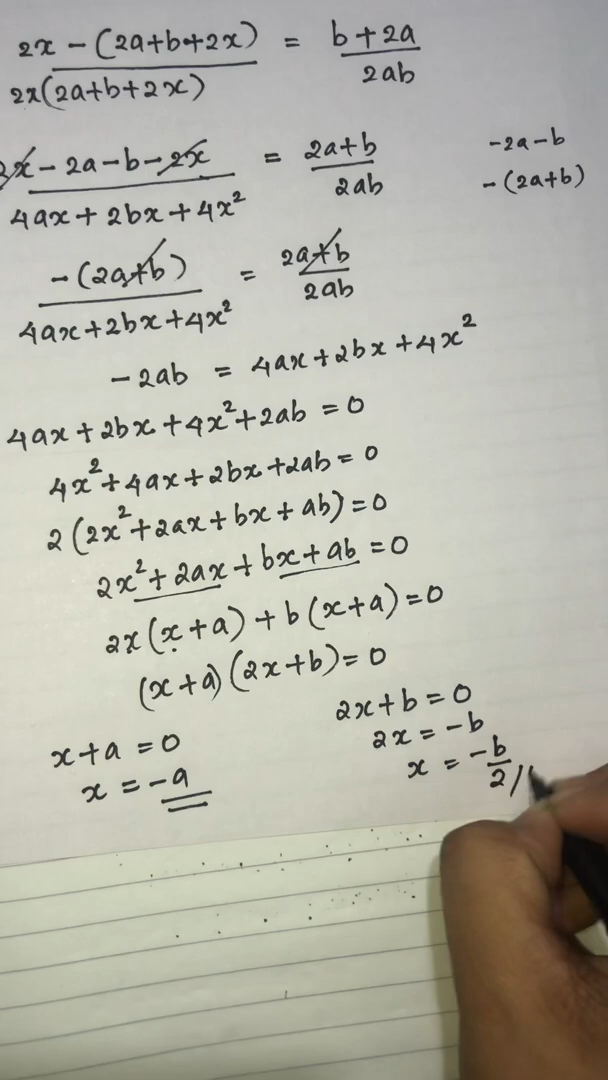 2x - (2a+b+2x) / 2x(2a+b+2x) = b+2a / 2ab
2x - 2a - b - 2x / 4ax + 2bx + 4x² = 2a+b / 2ab
-2a-b
-(2a+b)
-(2a+b) / 4ax+2bx+4x² = 2a+b / 2ab
-2ab = 4ax+2bx+4x²
4ax+2bx+4x²+2ab = 0
4x²+4ax+2bx+2ab = 0
2(2x²+2ax+bx+ab) = 0
2x²+2ax+bx+ab = 0
2x(x+a)+b(x+a) = 0
(x+a)(2x+b) = 0
x+a = 0
x = -a
2x+b = 0
2x = -b
x = -b/2 //